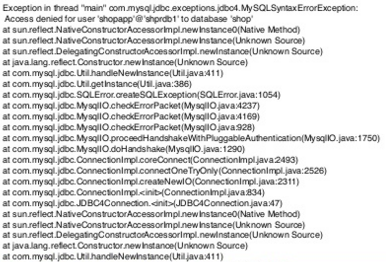 Exception in thread "main" com.mysql.jdbc.exceptions.jdbc4.MySQLSyntaxErrorException:
Access denied for user 'shopapp'@'shprdb1' to database 'shop'
at sun.reflect.NativeConstructorAccessorImpl.newInstance0(Native Method)
at sun.reflect.NativeConstructorAccessorImpl.newInstance(Unknown Source)
at sun.reflect.DelegatingConstructorAccessorImpl.newInstance(Unknown Source)
at java.lang.reflect.Constructor.newInstance(Unknown Source)
at com.mysql.jdbc.Util.handleNewInstance(Util.java:411)
at com.mysql.jdbc.Util.getInstance(Util.java:386)
at com.mysql.jdbc.SQLError.createSQLException(SQLError.java:1054)
at com.mysql.jdbc.MysqlIO.checkErrorPacket(MysqlIO.java:4237)
at com.mysql.jdbc.MysqlIO.checkErrorPacket(MysqlIO.java:4169)
at com.mysql.jdbc.MysqlIO.checkErrorPacket(MysqlIO.java:928)
at com.mysql.jdbc.MysqlIO.proceedHandshakeWithPluggableAuthentication(MysqlIO.java:1750)
at com.mysql.jdbc.MysqlIO.doHandshake(MysqlIO.java:1290)
at com.mysql.jdbc.ConnectionImpl.coreConnect(ConnectionImpl.java:2493)
at com.mysql.jdbc.ConnectionImpl.connectOneTryOnly(ConnectionImpl.java:2526)
at com.mysql.jdbc.ConnectionImpl.createNewIO(ConnectionImpl.java:2311)
at com.mysql.jdbc.ConnectionImpl.<init>(ConnectionImpl.java:834)
at com.mysql.jdbc.JDBC4Connection.<init>(JDBC4Connection.java:47)
at sun.reflect.NativeConstructorAccessorImpl.newInstance0(Native Method)
at sun.reflect.NativeConstructorAccessorImpl.newInstance(Unknown Source)
at sun.reflect.DelegatingConstructorAccessorImpl.newInstance(Unknown Source)
at java.lang.reflect.Constructor.newInstance(Unknown Source)
at com.mysql.jdbc.Util.handleNewInstance(Util.java:411)